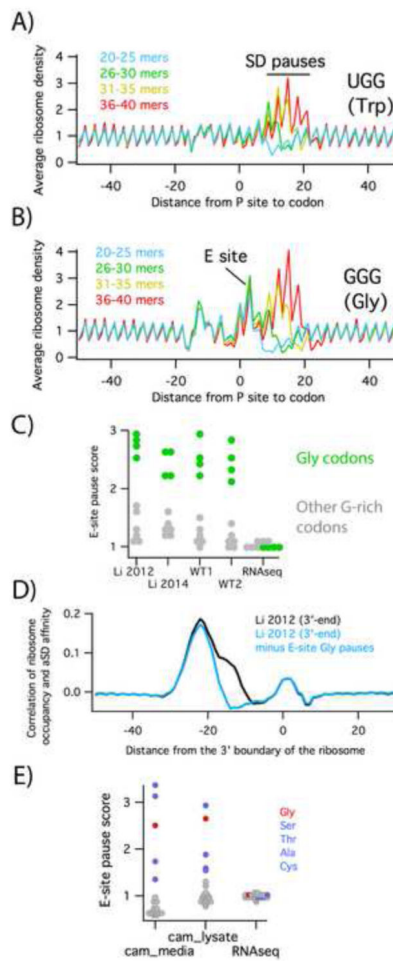 A)
20-25 mers
26-30 mers
31-35 mers
36-40 mers
SD pauses
UGG
(Trp)
Average ribosome density
4
3
2
1
0
-40
-20
0
20
40
Distance from P site to codon
B)
20-25 mers
26-30 mers
31-35 mers
36-40 mers
E site
GGG
(Gly)
Average ribosome density
4
3
2
1
0
-40
-20
0
20
40
Distance from P site to codon
C)
E-site pause score
3
2
1
Gly codons
Other G-rich
codons
Li 2012
Li 2014
WT1
WT2
RNAseq
D)
Correlation of ribosome
occupancy and aSD affinity
0.2
0.1
0.0
Li 2012 (3'-end)
Li 2012 (3'-end)
minus E-site Gly pauses
-40
-20
0
20
Distance from the 3' boundary of the ribosome
E)
E-site pause score
3
2
1
Gly
Ser
Thr
Ala
Cys
cam_media
cam_lysate
RNAseq